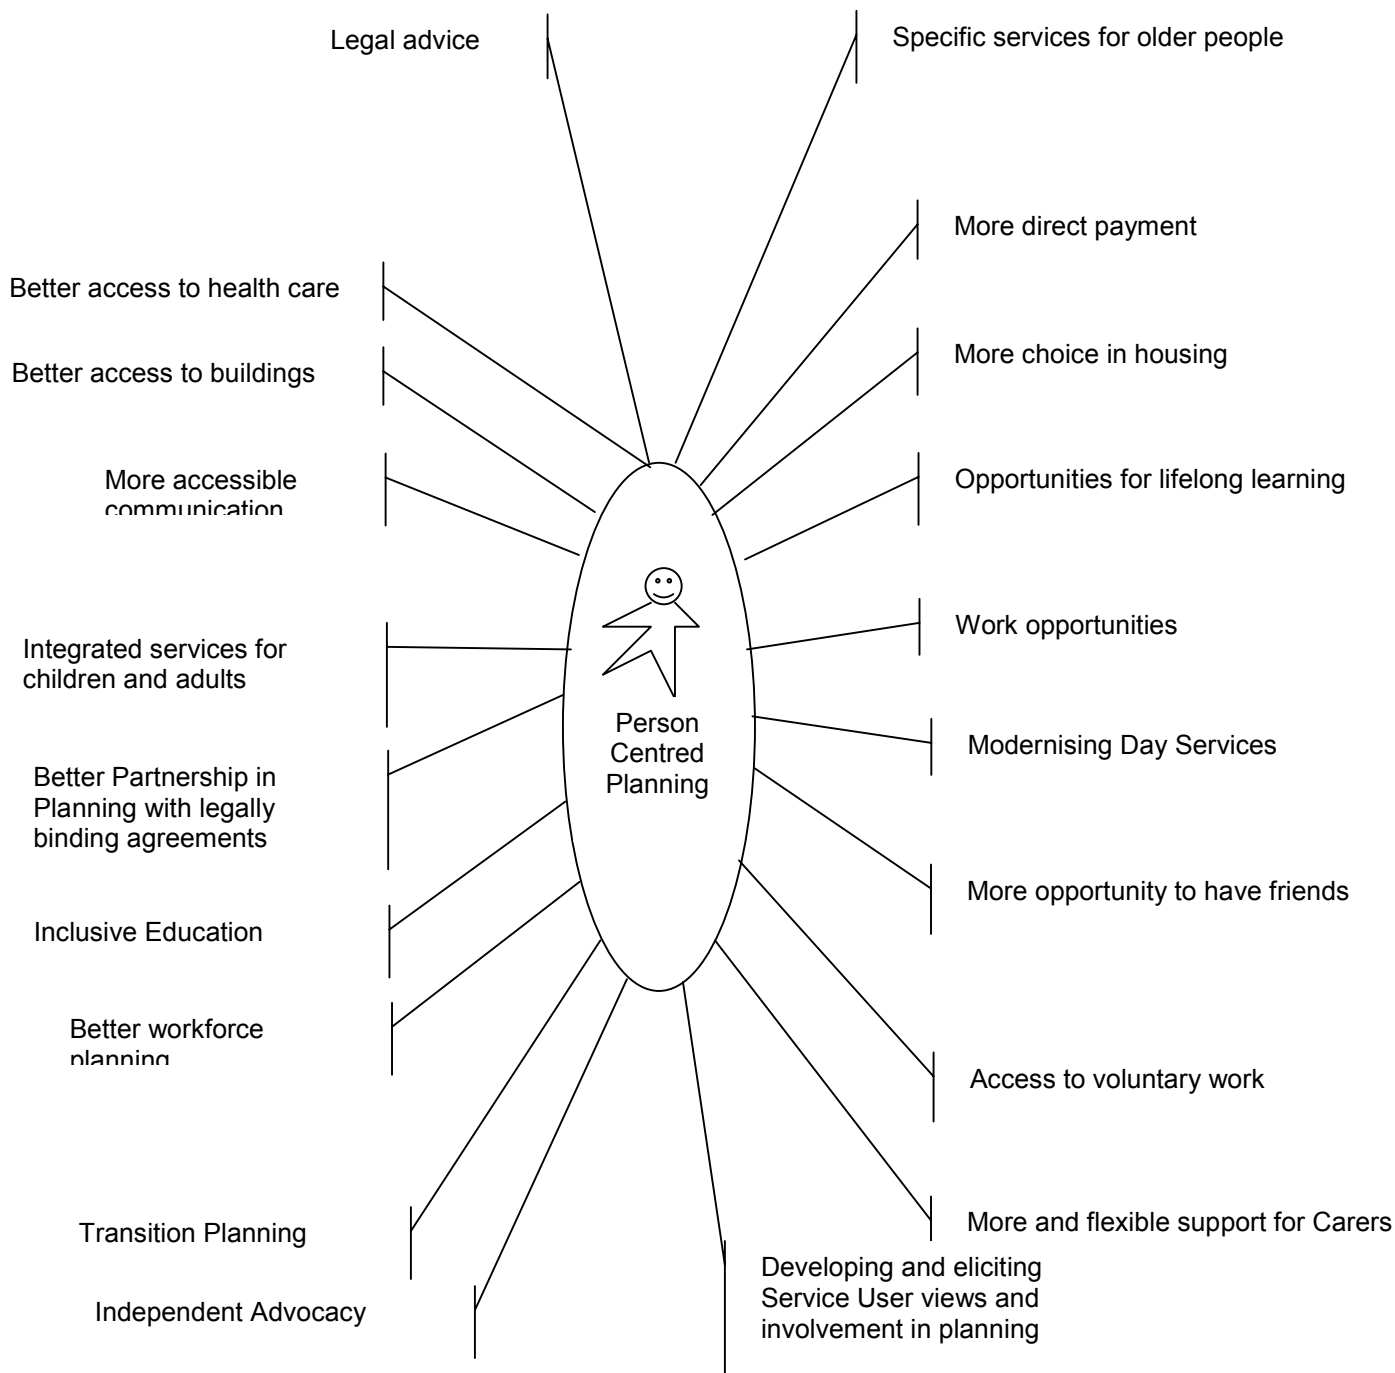 Legal advice
Specific services for older people
More direct payment
Better access to health care
More choice in housing
Better access to buildings
More accessible
communication
Opportunities for lifelong learning
Work opportunities
Integrated services for
children and adults
Person
Centred
Planning
Modernising Day Services
Better Partnership in
Planning with legally
binding agreements
More opportunity to have friends
Inclusive Education
Better workforce
planning
Access to voluntary work
Transition Planning
More and flexible support for Carers
Independent Advocacy
Developing and eliciting
Service User views and
involvement in planning